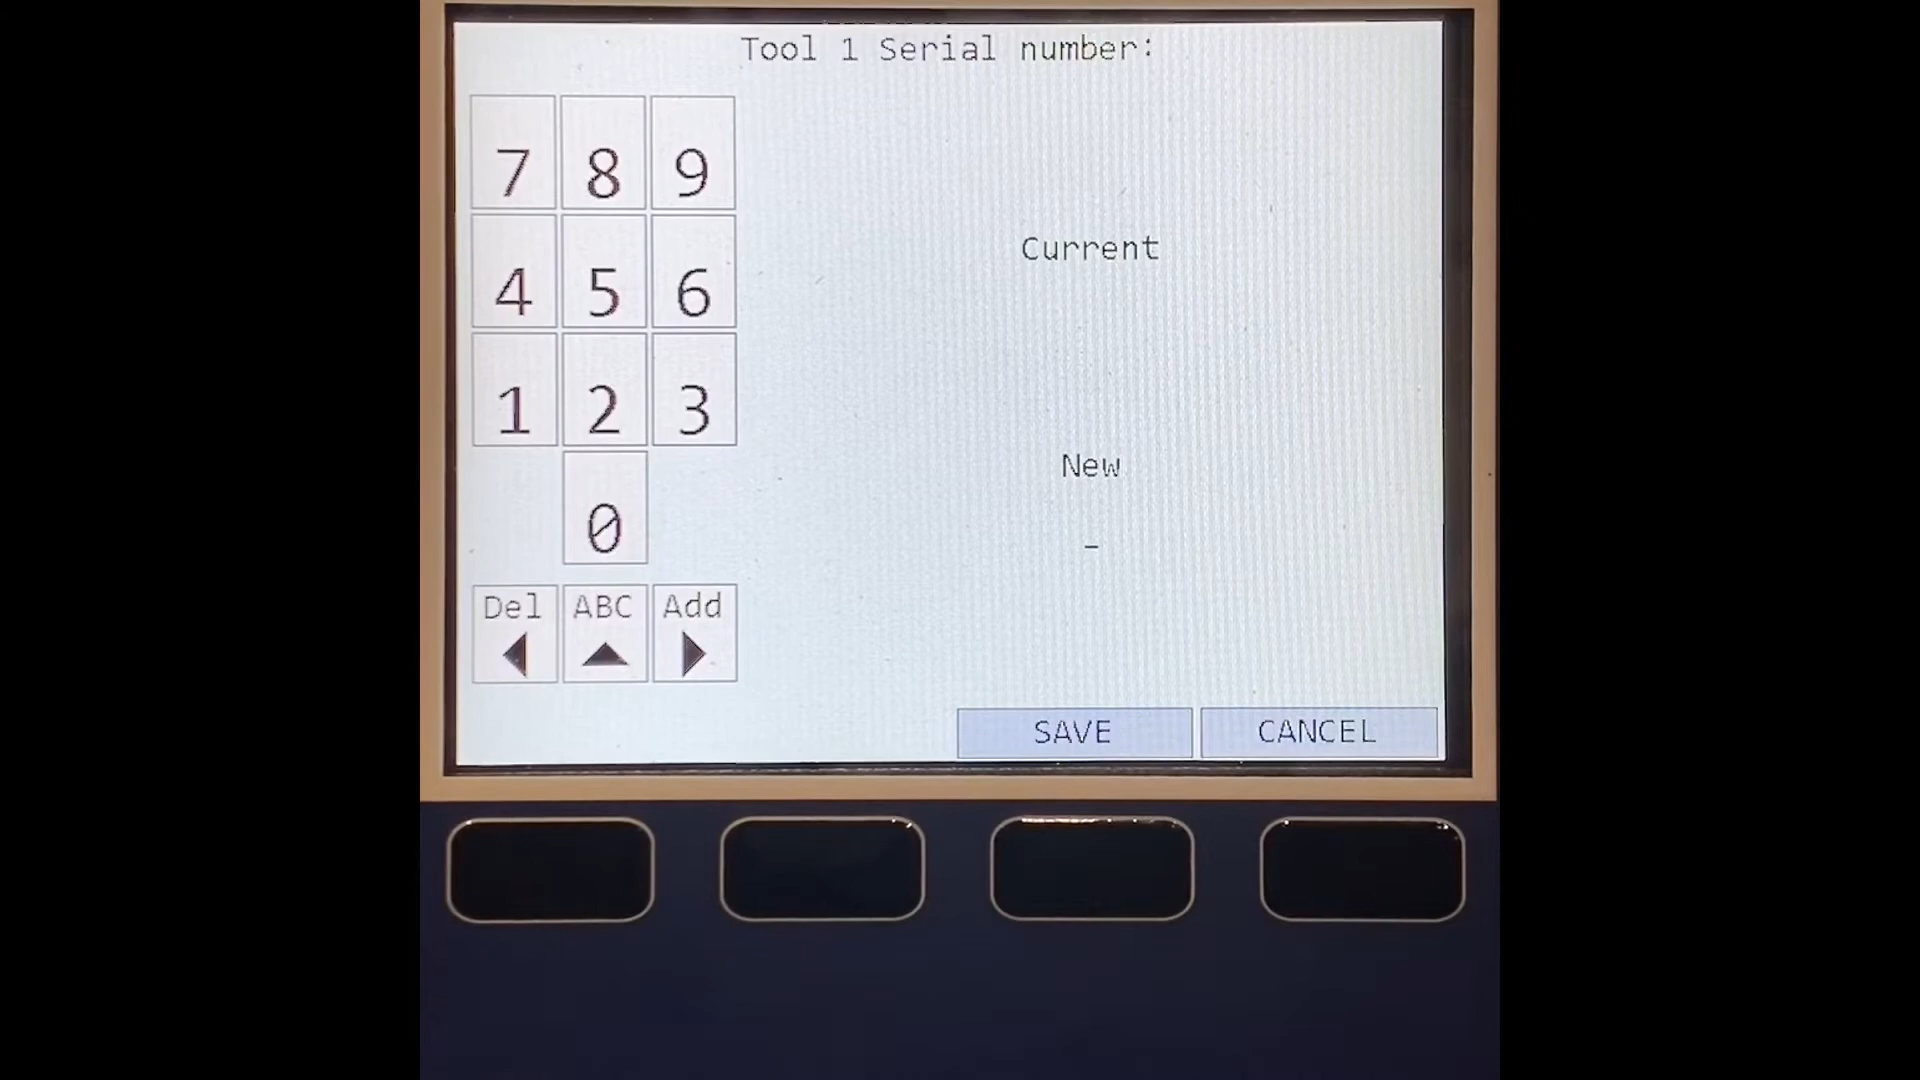 Tool 1 Serial number:
7 8 9
Current
4 5 6
1 2 3
New
0
_
Del ABC Add
SAVE CANCEL